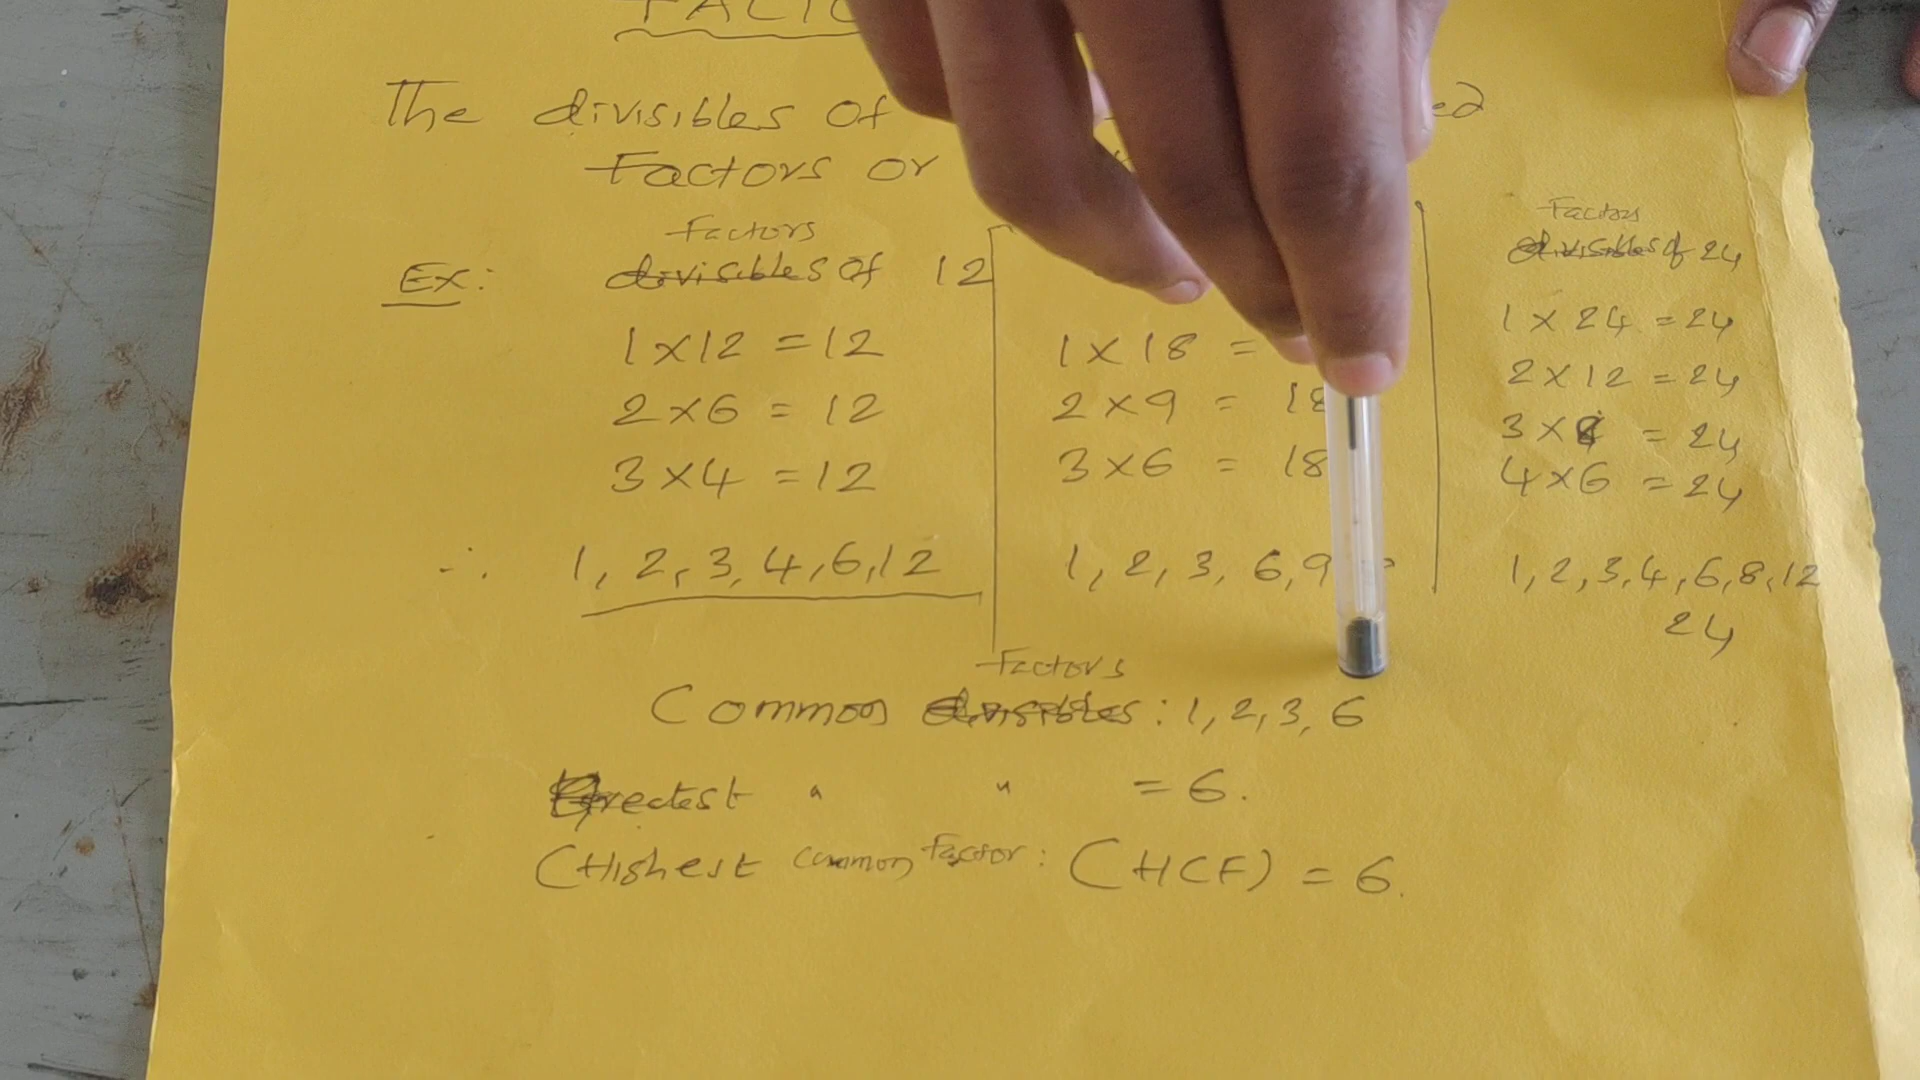 The divisibles of
Factors or
Factors
Ex: divisibles of 12
1 x 12 = 12
2 x 6 = 12
3 x 4 = 12
∴ 1, 2, 3, 4, 6, 12
1 x 18 =
2 x 9 = 18
3 x 6 = 18
1, 2, 3, 6, 9
Factors
divisibles of 24
1 x 24 = 24
2 x 12 = 24
3 x 8 = 24
4 x 6 = 24
1, 2, 3, 4, 6, 8, 12
24
Factors
Common divisibles : 1, 2, 3, 6
Greatest " " = 6.
(Highest common Factor : (HCF) = 6.